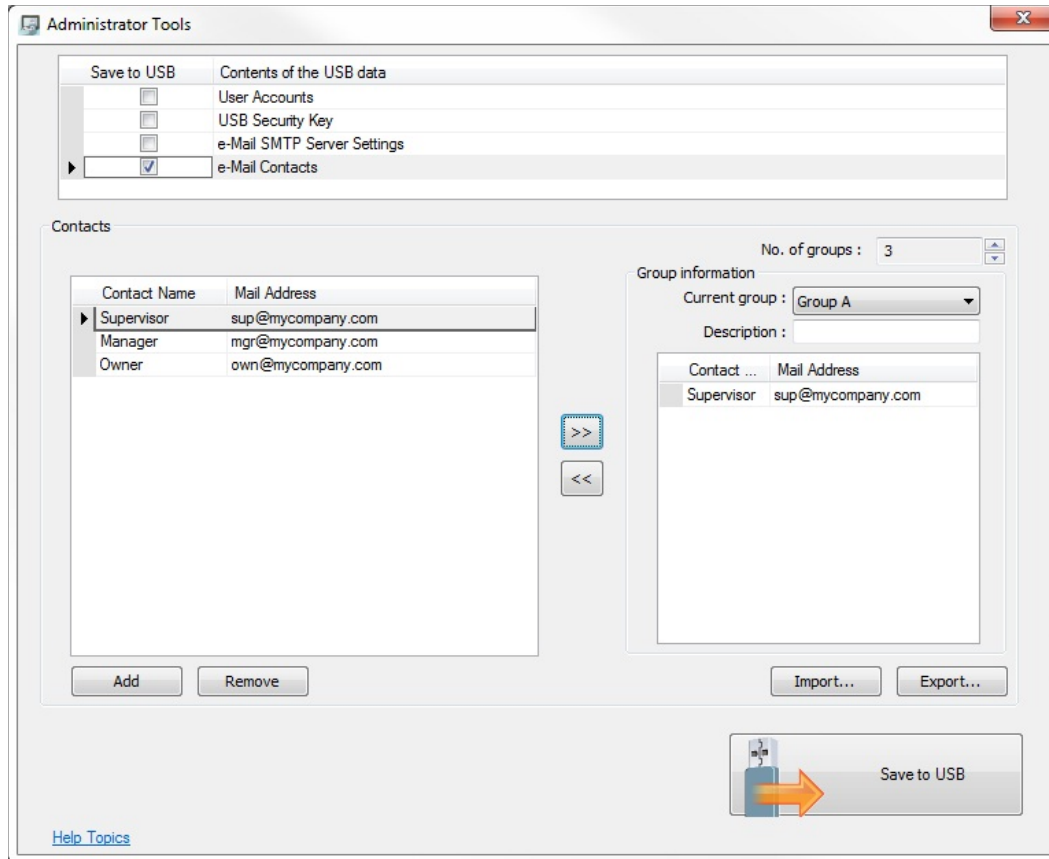 Administrator Tools
Save to USB Contents of the USB data
User Accounts
USB Security Key
e-Mail SMTP Server Settings
e-Mail Contacts
Contacts
No. of groups : 3
Group information
Current group : Group A
Description :
Contact Name Mail Address
Supervisor sup@mycompany.com
Manager mgr@mycompany.com
Owner own@mycompany.com
Contact ... Mail Address
Supervisor sup@mycompany.com
>>
<<
Add Remove
Import... Export...
Save to USB
Help Topics